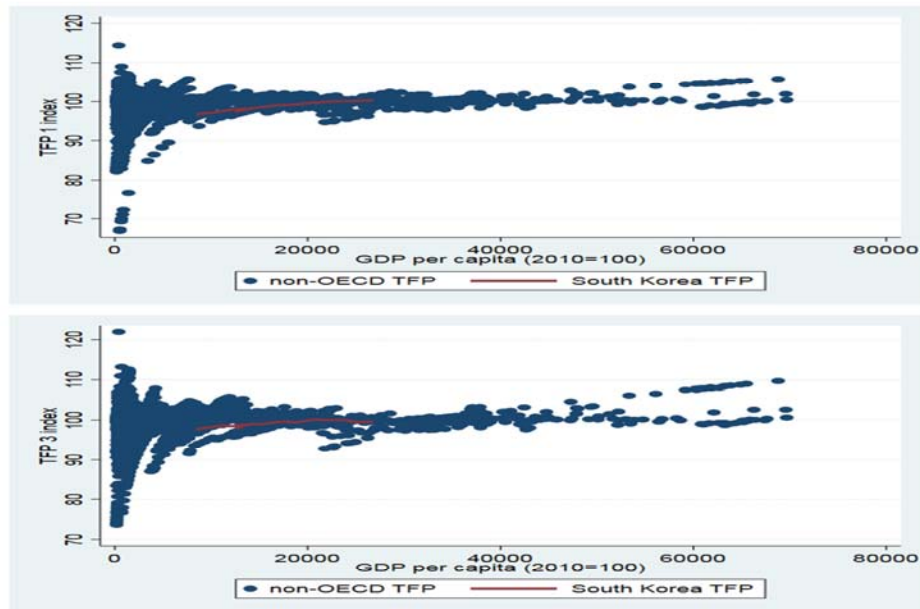 120
110
100
90
80
70
TFP 1 index
0 20000 40000 60000 80000
GDP per capita (2010=100)
non-OECD TFP South Korea TFP
120
110
100
90
80
70
TFP 3 index
0 20000 40000 60000 80000
GDP per capita (2010=100)
non-OECD TFP South Korea TFP